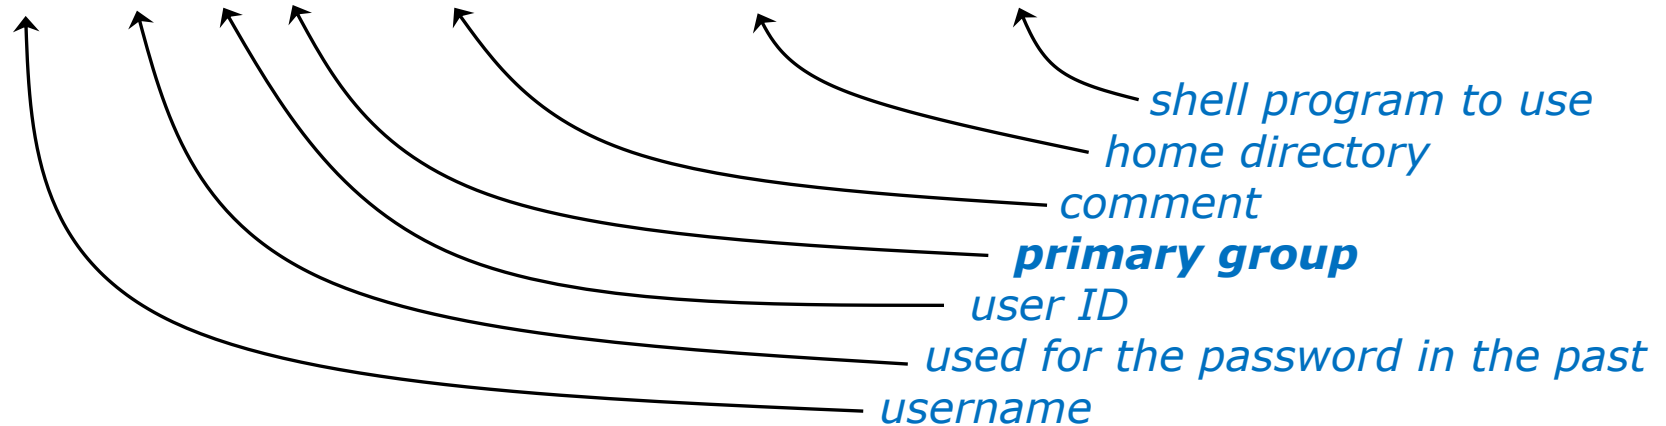 shell program to use
home directory
comment
primary group
user ID
used for the password in the past
username